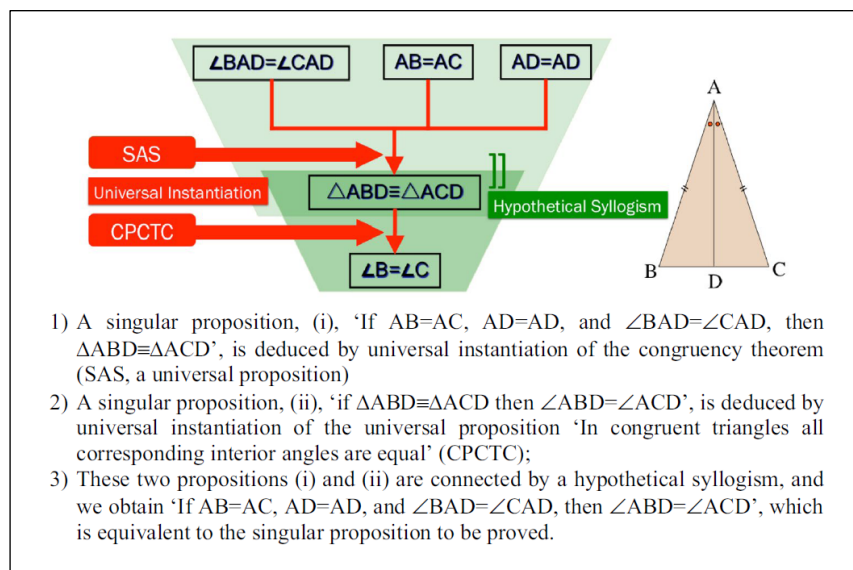 ∠BAD=∠CAD AB=AC AD=AD
A
SAS
Universal Instantiation
△ABD≡△ACD
Hypothetical Syllogism
CPCTC
∠B=∠C
B D C
1) A singular proposition, (i), ‘If AB=AC, AD=AD, and ∠BAD=∠CAD, then
ΔABD≡ΔACD’, is deduced by universal instantiation of the congruency theorem
(SAS, a universal proposition)
2) A singular proposition, (ii), ‘if ΔABD≡ΔACD then ∠ABD=∠ACD’, is deduced by
universal instantiation of the universal proposition ‘In congruent triangles all
corresponding interior angles are equal’ (CPCTC);
3) These two propositions (i) and (ii) are connected by a hypothetical syllogism, and
we obtain ‘If AB=AC, AD=AD, and ∠BAD=∠CAD, then ∠ABD=∠ACD’, which
is equivalent to the singular proposition to be proved.